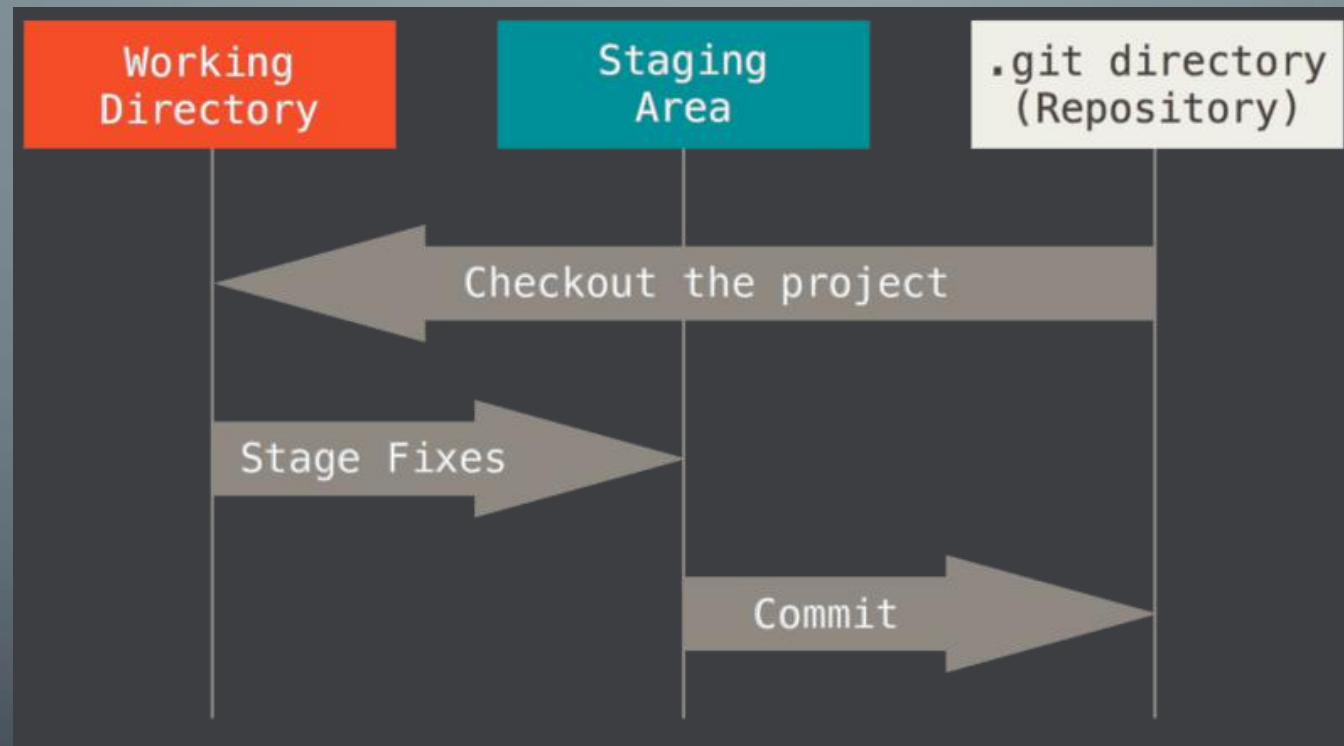 Working
Directory
Staging
Area
.git directory
(Repository)
Checkout the project
Stage Fixes
Commit